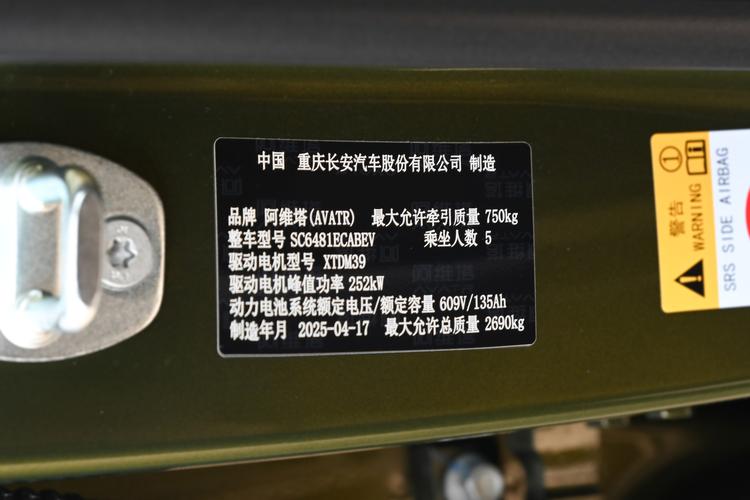 中国 重庆长安汽车股份有限公司 制造
品牌 阿维塔(AVATR) 最大允许牵引质量 750kg
整车型号 SC6481ECABEV 乘坐人数 5
驱动电机型号 XTDM39
驱动电机峰值功率 252kW
动力电池系统额定电压/额定容量 609V/135Ah
制造年月 2025-04-17 最大允许总质量 2690kg
警告
WARNING
SRS SIDE AIRBAG